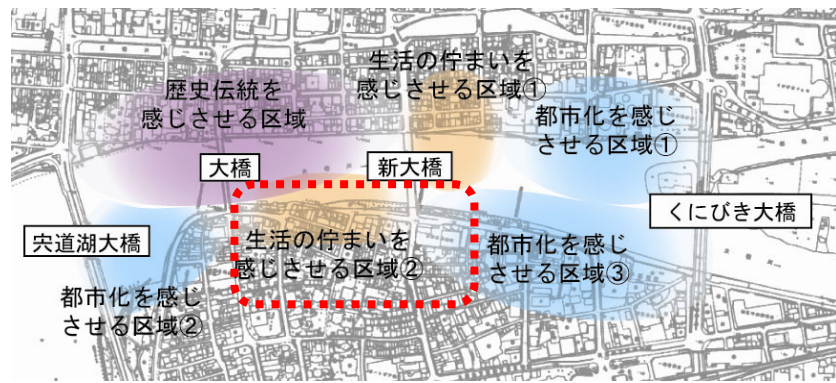 生活の佇まいを
感じさせる区域①
歴史伝統を
感じさせる区域
都市化を感じ
させる区域①
大橋
新大橋
くにびき大橋
宍道湖大橋
生活の佇まいを
感じさせる区域②
都市化を感じ
させる区域③
都市化を感じ
させる区域②